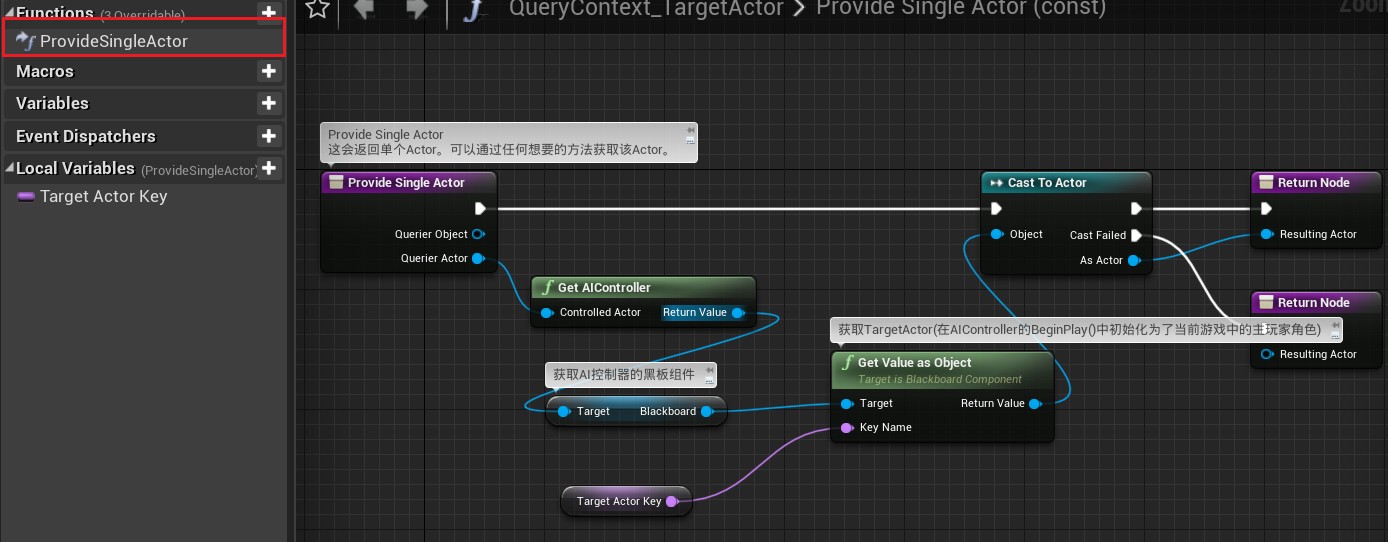 Functions (3 Overridable)
ProvideSingleActor
Macros
Variables
Event Dispatchers
Local Variables (ProvideSingleActor)
Target Actor Key
QueryContext_TargetActor > Provide Single Actor (const)
Zoom
Provide Single Actor
这会返回单个Actor。可以通过任何想要的方法获取该Actor。
Provide Single Actor
Querier Object
Querier Actor
Get AIController
Controlled Actor Return Value
获取AI控制器的黑板组件
Target Blackboard
Target Actor Key
获取TargetActor(在AIController的BeginPlay()中初始化为了当前游戏中的主玩家角色)
Get Value as Object
Target is Blackboard Component
Target Return Value
Key Name
Cast To Actor
Object Cast Failed
As Actor
Return Node
Resulting Actor
Return Node
Resulting Actor